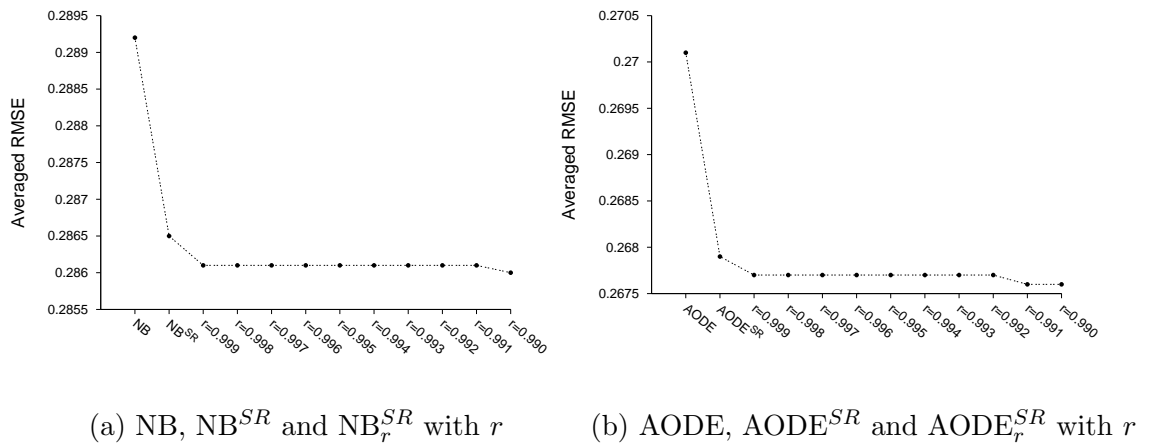 0.2895
0.289
0.2885
0.288
0.2875
0.287
0.2865
0.286
0.2855
Averaged RMSE
NB
NB^SR
r=0.999
r=0.998
r=0.997
r=0.996
r=0.995
r=0.994
r=0.993
r=0.992
r=0.991
r=0.990
(a) NB, NB^SR and NB_r^SR with r
0.2705
0.27
0.2695
0.269
0.2685
0.268
0.2675
Averaged RMSE
AODE
AODE^SR
r=0.999
r=0.998
r=0.997
r=0.996
r=0.995
r=0.994
r=0.993
r=0.992
r=0.991
r=0.990
(b) AODE, AODE^SR and AODE_r^SR with r